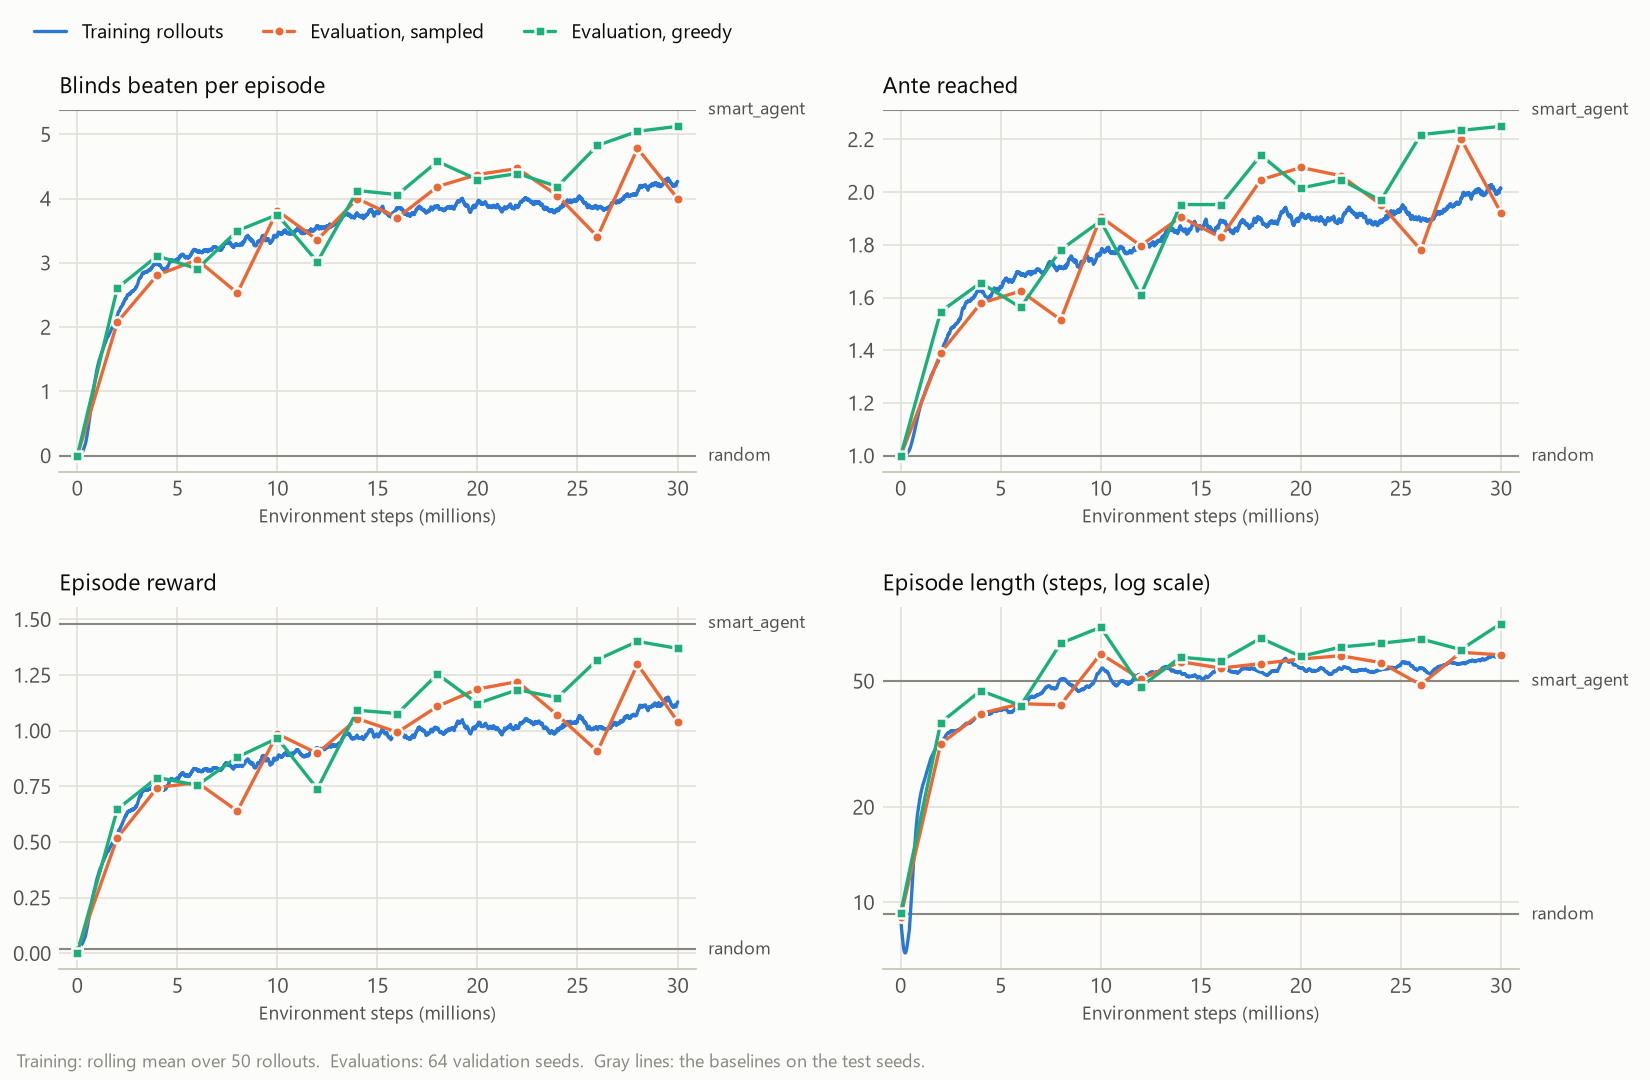 Training rollouts  Evaluation, sampled  Evaluation, greedy
Blinds beaten per episode
smart_agent
5
4
3
2
1
0
random
0 5 10 15 20 25 30
Environment steps (millions)
Ante reached
smart_agent
2.2
2.0
1.8
1.6
1.4
1.2
1.0
random
0 5 10 15 20 25 30
Environment steps (millions)
Episode reward
1.50
smart_agent
1.25
1.00
0.75
0.50
0.25
0.00
random
0 5 10 15 20 25 30
Environment steps (millions)
Episode length (steps, log scale)
50
smart_agent
20
10
random
0 5 10 15 20 25 30
Environment steps (millions)
Training: rolling mean over 50 rollouts.  Evaluations: 64 validation seeds.  Gray lines: the baselines on the test seeds.